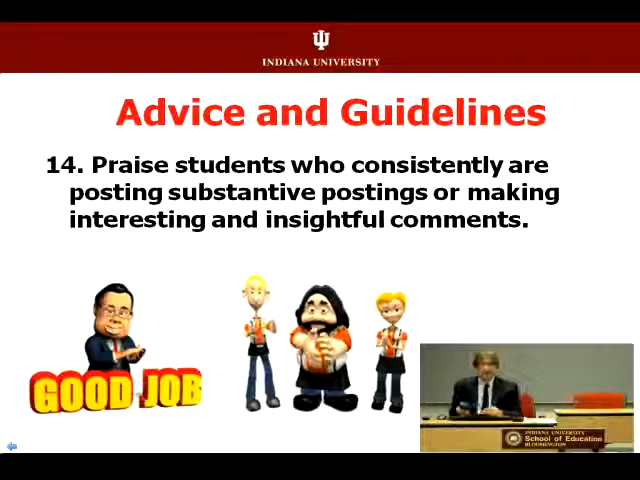 INDIANA UNIVERSITY
Advice and Guidelines
14. Praise students who consistently are
posting substantive postings or making
interesting and insightful comments.
GOOD JOB
INDIANA UNIVERSITY
School of Education
BLOOMINGTON